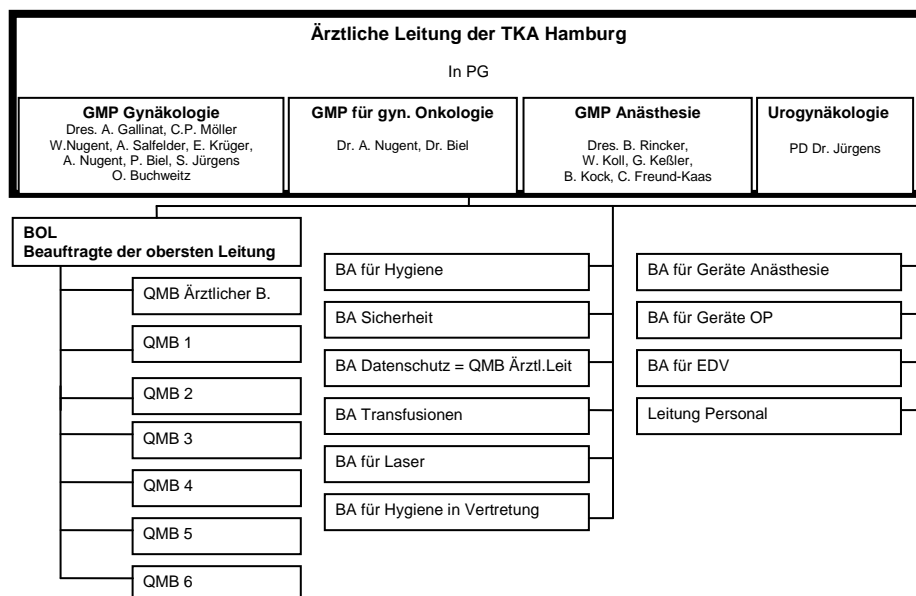 Ärztliche Leitung der TKA Hamburg
In PG
GMP Gynäkologie
Dres. A. Gallinat, C.P. Möller
W.Nugent, A. Salfelder, E. Krüger,
A. Nugent, P. Biel, S. Jürgens
O. Buchweitz
GMP für gyn. Onkologie
Dr. A. Nugent, Dr. Biel
GMP Anästhesie
Dres. B. Rincker,
W. Koll, G. Keßler,
B. Kock, C. Freund-Kaas
Urogynäkologie
PD Dr. Jürgens
BOL
Beauftragte der obersten Leitung
QMB Ärztlicher B.
QMB 1
QMB 2
QMB 3
QMB 4
QMB 5
QMB 6
BA für Hygiene
BA Sicherheit
BA Datenschutz = QMB Ärztl.Leit
BA Transfusionen
BA für Laser
BA für Hygiene in Vertretung
BA für Geräte Anästhesie
BA für Geräte OP
BA für EDV
Leitung Personal